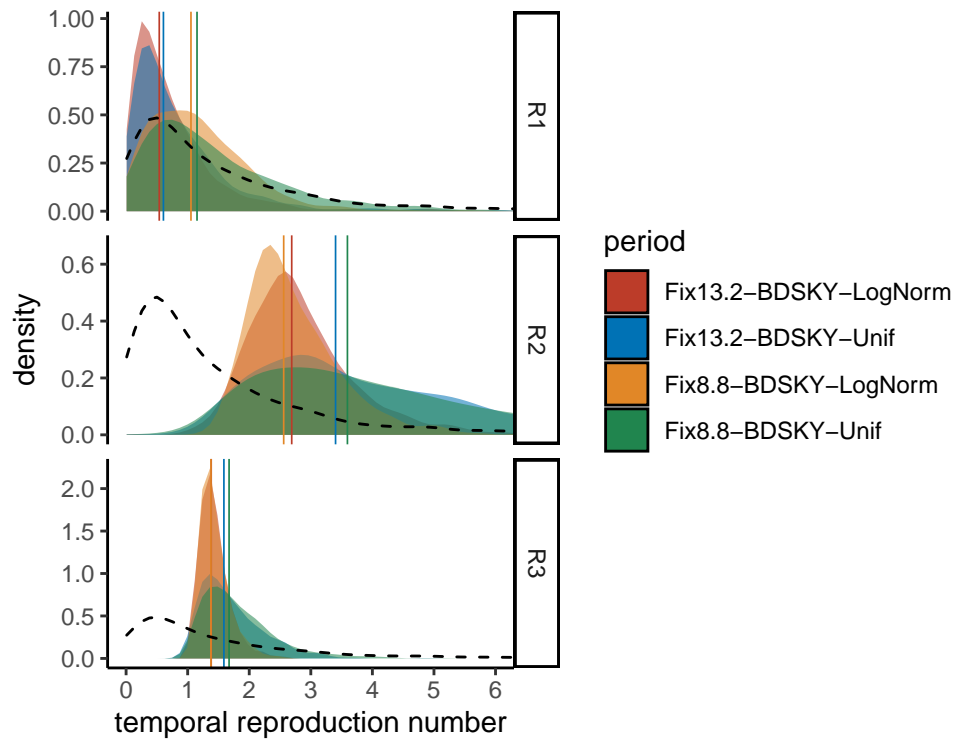 1.00
0.75
0.50
0.25
0.00
R1
0.6
0.4
0.2
0.0
R2
2.0
1.5
1.0
0.5
0.0
R3
0 1 2 3 4 5 6
temporal reproduction number
density
period
Fix13.2−BDSKY−LogNorm
Fix13.2−BDSKY−Unif
Fix8.8−BDSKY−LogNorm
Fix8.8−BDSKY−Unif